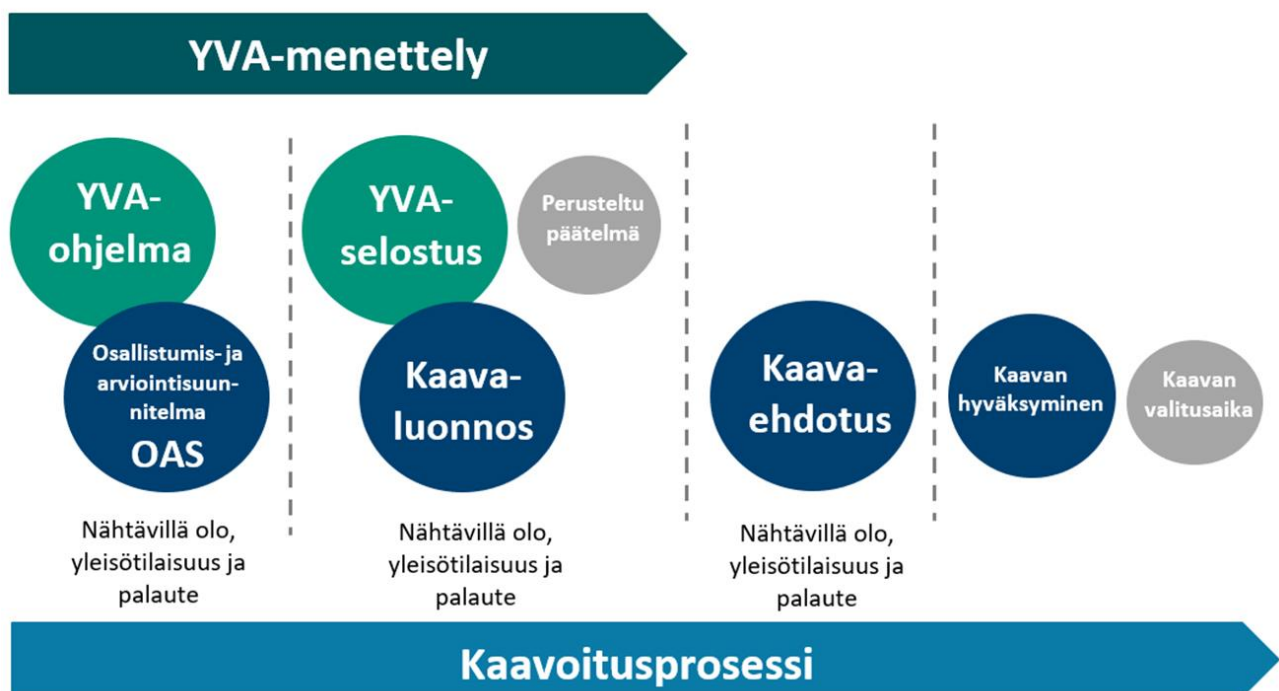 YVA-menettely
YVA-
ohjelma
YVA-
selostus
Perusteltu
päätelmä
Osallistumis- ja
arviointisuun-
nitelma
OAS
Kaava-
luonnos
Kaava-
ehdotus
Kaavan
hyväksyminen
Kaavan
valitusaika
Nähtävillä olo,
yleisötilaisuus ja
palaute
Nähtävillä olo,
yleisötilaisuus ja
palaute
Nähtävillä olo,
yleisötilaisuus ja
palaute
Kaavoitusprosessi